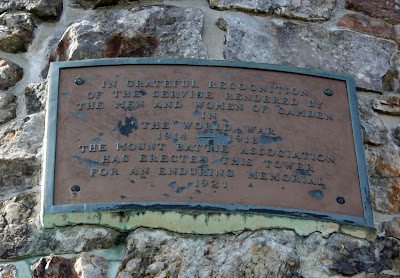 IN GRATEFUL RECOGNITION
OF THE SERVICE RENDERED BY
THE MEN AND WOMEN OF CAMDEN
IN
THE WORLD WAR
1914 1918
THE MOUNT BATTIE ASSOCIATION
HAS ERECTED THIS TOWER
FOR AN ENDURING MEMORIAL
1921